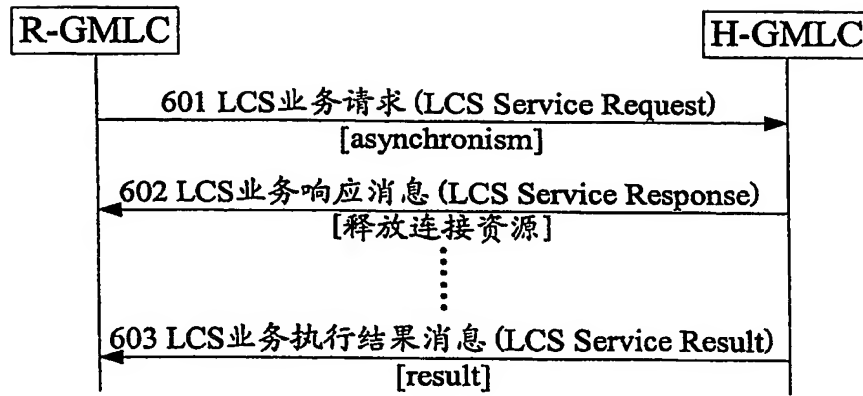 R-GMLC
H-GMLC
601 LCS业务请求 (LCS Service Request)
[asynchronism]
602 LCS业务响应消息 (LCS Service Response)
[释放连接资源]
603 LCS业务执行结果消息 (LCS Service Result)
[result]